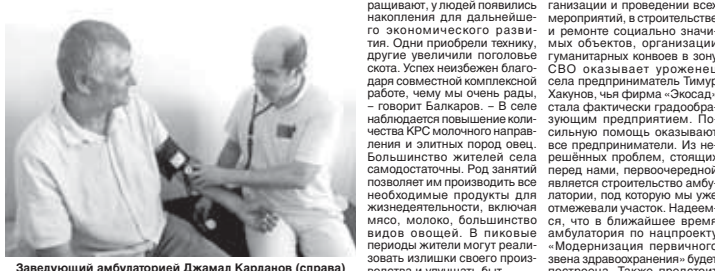 Заведующий амбулаторией Джамал Карданов (справа)
ращивают, у людей появились
накопления для дальнейше-
го экономического разви-
тия. Одни приобрели технику,
другие увеличили поголовье
скота. Успех неизбежен благо-
даря совместной комплексной
работе, чему мы очень рады,
– говорит Балкаров. – В селе
наблюдается повышение коли-
чества КРС молочного направ-
ления и элитных пород овец.
Большинство жителей села
самодостаточны. Род занятий
позволяет им производить все
необходимые продукты для
жизнедеятельности, включая
мясо, молоко, большинство
видов овощей. В пиковые
периоды жители могут реали-
зовать излишки своего произ-
водства и улучшать быт.
ганизации и проведении всех
мероприятий, в строительстве
и ремонте социально значи-
мых объектов, организации
гуманитарных конвоев в зону
СВО оказывает уроженец
села предприниматель Тимур
Хакунов, чья фирма «Экосад»
стала фактически градообра-
зующим предприятием. По-
сильную помощь оказывают
все предприниматели. Из не-
решённых проблем, стоящих
перед нами, первоочередной
является строительство амбу-
латории, под которую мы уже
отмежевали участок. Надеем-
ся, что в ближайшее время
амбулатория по нацпроекту
«Модернизация первичного
звена здравоохранения» будет
построена. Также предстоит